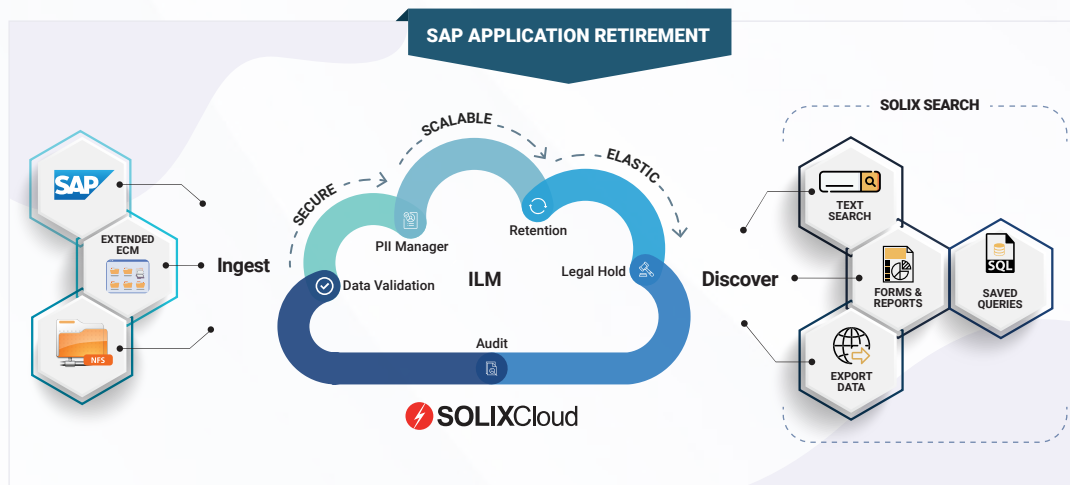 SAP APPLICATION RETIREMENT
SAP
EXTENDED
ECM
NFS
Ingest
SECURE
SCALABLE
ELASTIC
PII Manager
Retention
Data Validation
ILM
Legal Hold
Audit
SOLIXCloud
Discover
SOLIX SEARCH
TEXT
SEARCH
FORMS &
REPORTS
SQL
SAVED
QUERIES
EXPORT
DATA